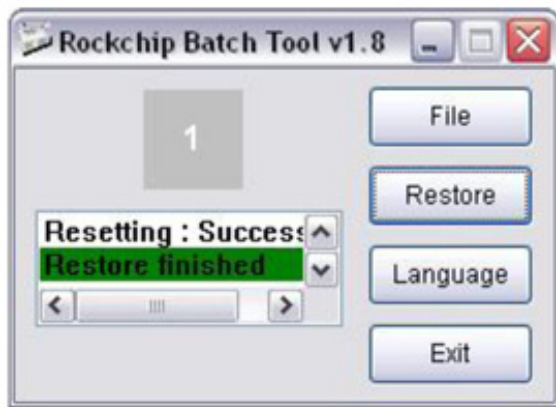 Rockchip Batch Tool v1.8
1
File
Restore
Resetting : Success
Restore finished
Language
Exit